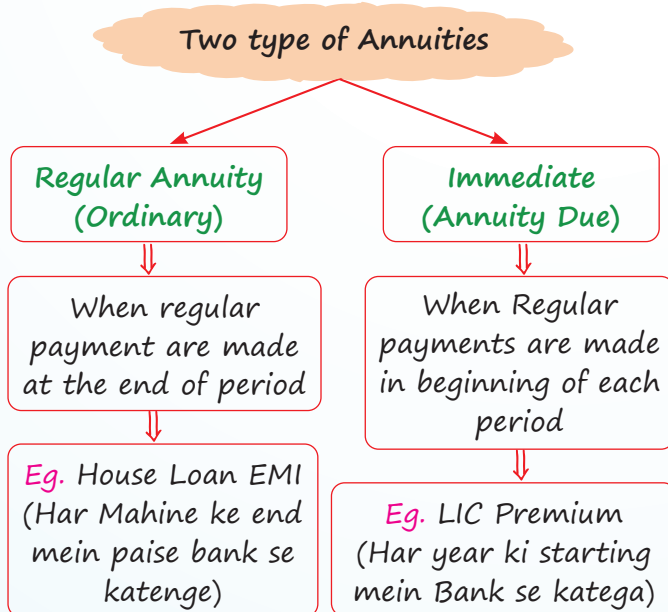 Two type of Annuities
Regular Annuity
(Ordinary)
When regular
payment are made
at the end of period
Eg. House Loan EMI
(Har Mahine ke end
mein paise bank se
katenge)
Immediate
(Annuity Due)
When Regular
payments are made
in beginning of each
period
Eg. LIC Premium
(Har year ki starting
mein Bank se katega)